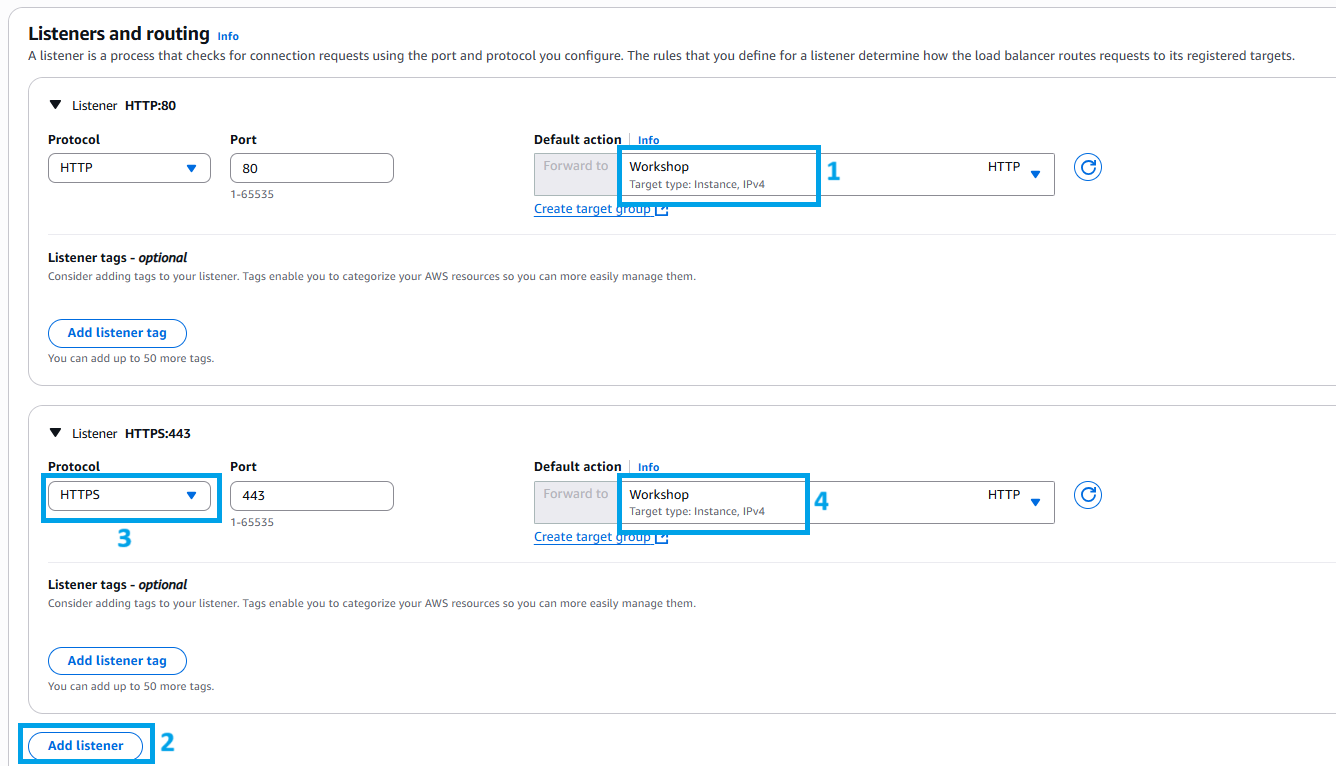 Listeners and routing Info
A listener is a process that checks for connection requests using the port and protocol you configure. The rules that you define for a listener determine how the load balancer routes requests to its registered targets.
Listener HTTP:80
Protocol Port Default action Info
HTTP 80 Forward to Workshop HTTP 1
Target type: Instance, IPv4
1-65535
Create target group
Listener tags - optional
Consider adding tags to your listener. Tags enable you to categorize your AWS resources so you can more easily manage them.
Add listener tag
You can add up to 50 more tags.
Listener HTTPS:443
Protocol Port Default action Info
HTTPS 443 Forward to Workshop HTTP 4
Target type: Instance, IPv4
1-65535
3 Create target group
Listener tags - optional
Consider adding tags to your listener. Tags enable you to categorize your AWS resources so you can more easily manage them.
Add listener tag
You can add up to 50 more tags.
Add listener 2